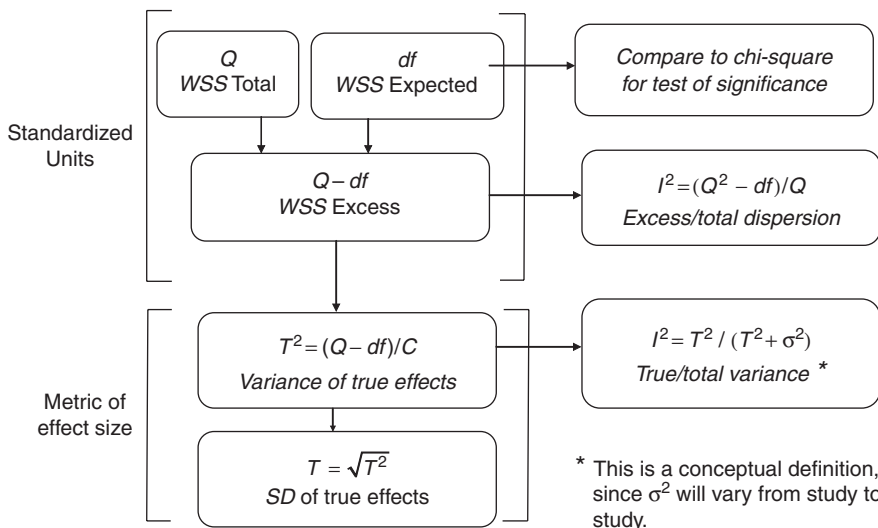 Q
WSS Total
df
WSS Expected
Compare to chi-square
for test of significance
Standardized
Units
Q – df
WSS Excess
I² = (Q² – df)/Q
Excess/total dispersion
T² = (Q – df)/C
Variance of true effects
I² = T² / (T² + σ²)
True/total variance *
Metric of
effect size
T = √T²
SD of true effects
* This is a conceptual definition,
since σ² will vary from study to
study.